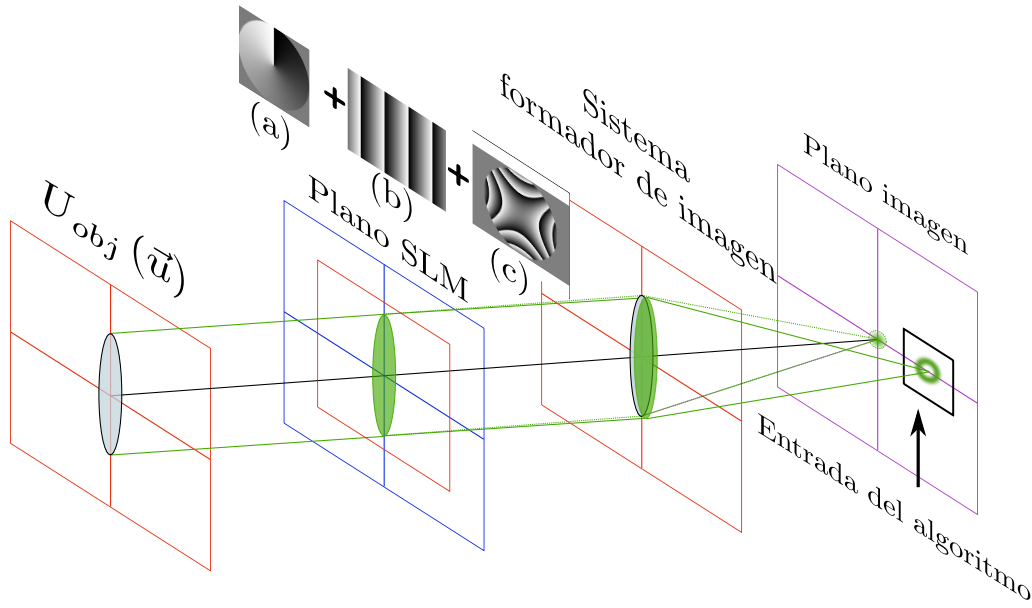 (a)
+
(b)
+
(c)
U obj (u⃗)
Plano SLM
Sistema
formador de imagen
Plano imagen
Entrada del algoritmo